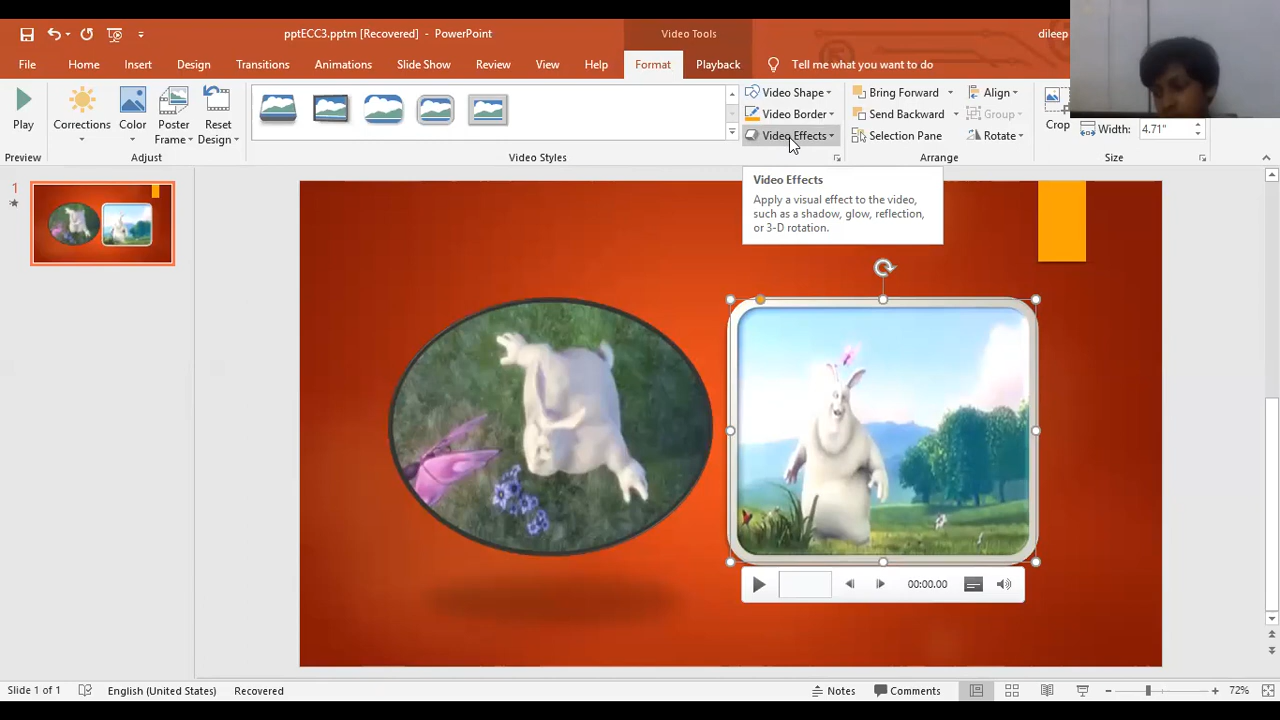 pptECC3.pptm [Recovered] - PowerPoint
Video Tools
dileep
File
Home
Insert
Design
Transitions
Animations
Slide Show
Review
View
Help
Format
Playback
Tell me what you want to do
Play
Corrections
Color
Poster Frame
Reset Design
Video Shape
Video Border
Video Effects
Bring Forward
Send Backward
Selection Pane
Align
Group
Rotate
Crop
Width:
4.71"
Preview
Adjust
Video Styles
Arrange
Size
1
Video Effects
Apply a visual effect to the video,
such as a shadow, glow, reflection,
or 3-D rotation.
00:00.00
Slide 1 of 1
English (United States)
Recovered
Notes
Comments
72%